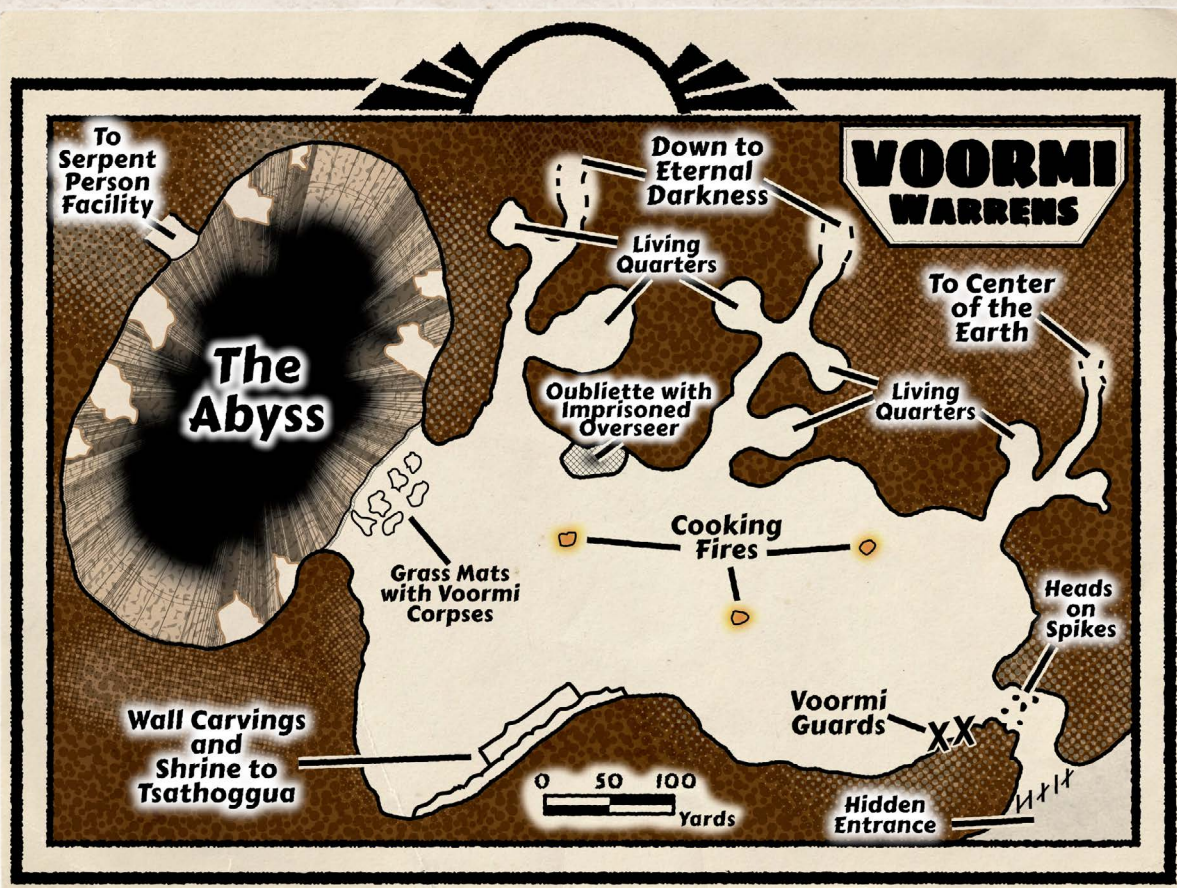 To
Serpent
Person
Facility
Down to
Eternal
Darkness
VOORMI
WARRENS
Living
Quarters
To Center
of the
Earth
The
Abyss
Oubliette with
Imprisoned
Overseer
Living
Quarters
Cooking
Fires
Grass Mats
with Voormi
Corpses
Heads
on
Spikes
Voormi
Guards
X X
Wall Carvings
and
Shrine to
Tsathoggua
0 50 100
Yards
Hidden
Entrance